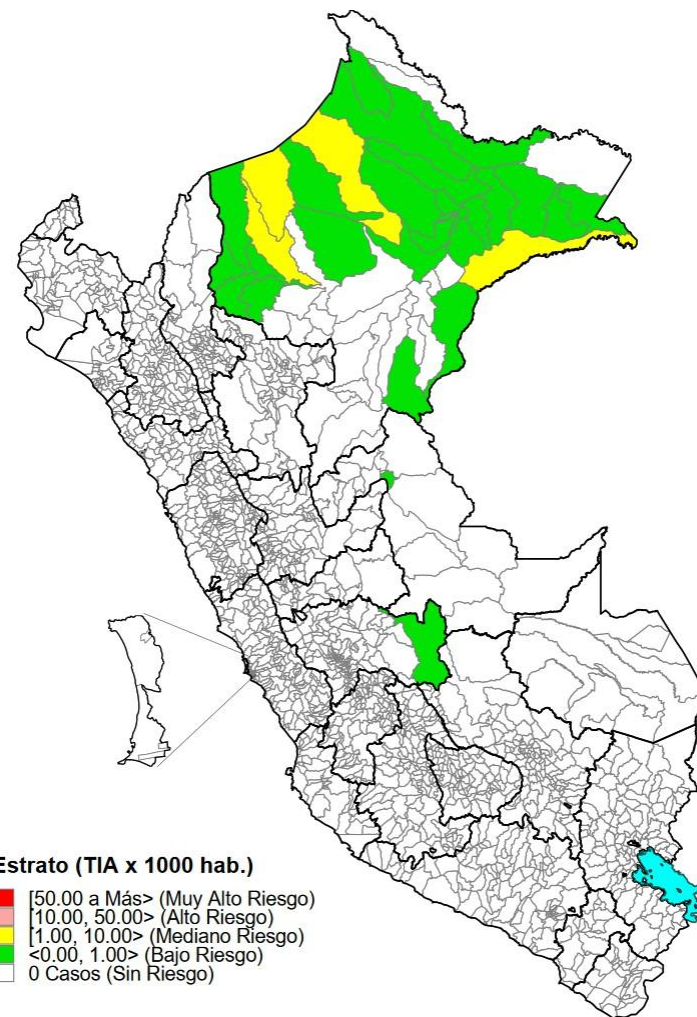 Estrato (TIA x 1000 hab.)
[50.00 a Más> (Muy Alto Riesgo)
[10.00, 50.00> (Alto Riesgo)
[1.00, 10.00> (Mediano Riesgo)
<0.00, 1.00> (Bajo Riesgo)
0 Casos (Sin Riesgo)